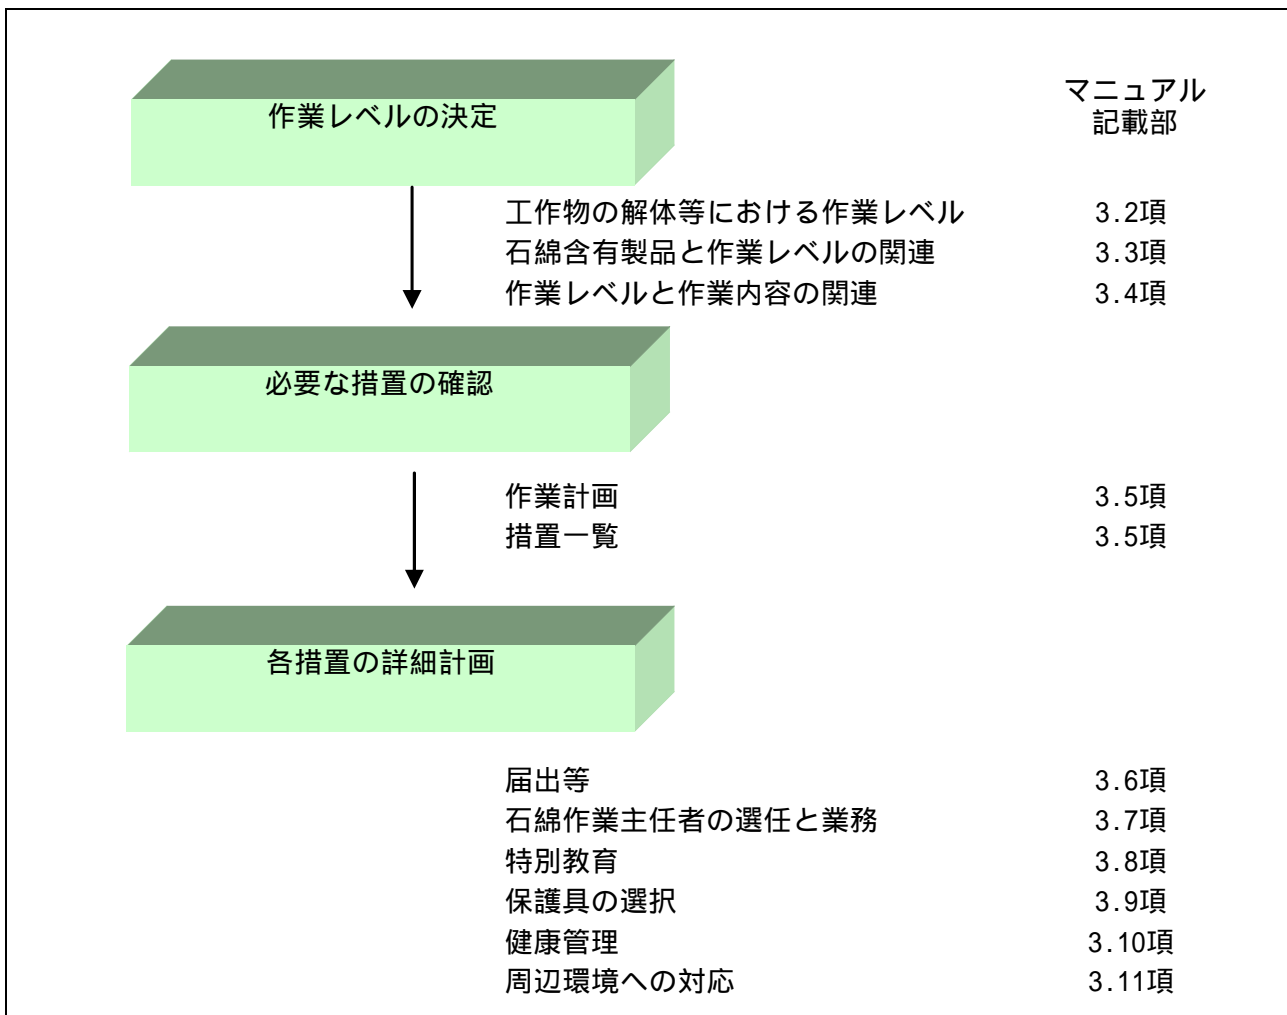 作業レベルの決定
マニュアル
記載部
工作物の解体等における作業レベル 3.2項
石綿含有製品と作業レベルの関連 3.3項
作業レベルと作業内容の関連 3.4項
必要な措置の確認
作業計画 3.5項
措置一覧 3.5項
各措置の詳細計画
届出等 3.6項
石綿作業主任者の選任と業務 3.7項
特別教育 3.8項
保護具の選択 3.9項
健康管理 3.10項
周辺環境への対応 3.11項